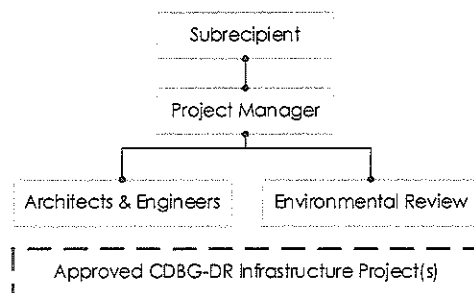 Subrecipient
Project Manager
Architects & Engineers
Environmental Review
Approved CDBG-DR Infrastructure Project(s)